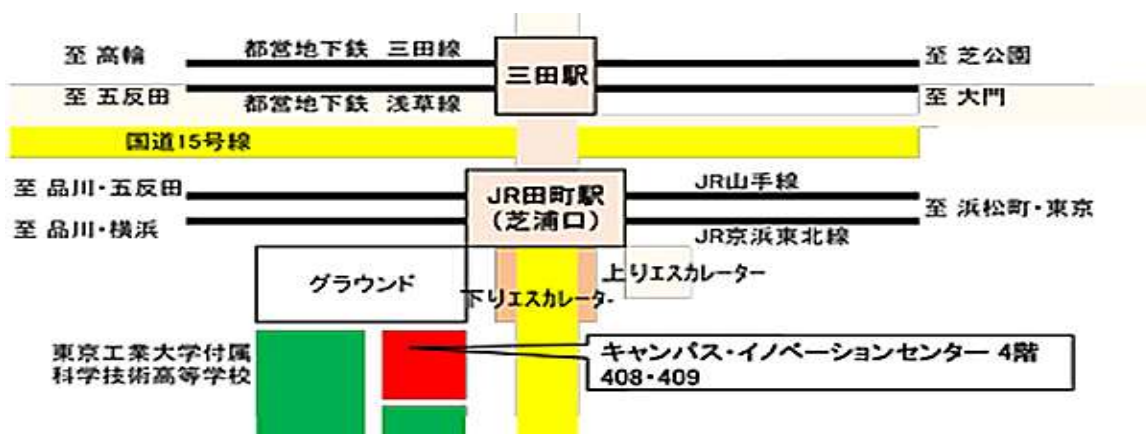 至 高輪
都営地下鉄 三田線
三田駅
至 芝公園
至 五反田
都営地下鉄 浅草線
至 大門
国道15号線
至 品川・五反田
JR田町駅
(芝浦口)
JR山手線
至 浜松町・東京
至 品川・横浜
JR京浜東北線
グラウンド
下りエスカレーター
上りエスカレーター
東京工業大学付属
科学技術高等学校
キャンバス・イノベーションセンター 4階
408・409